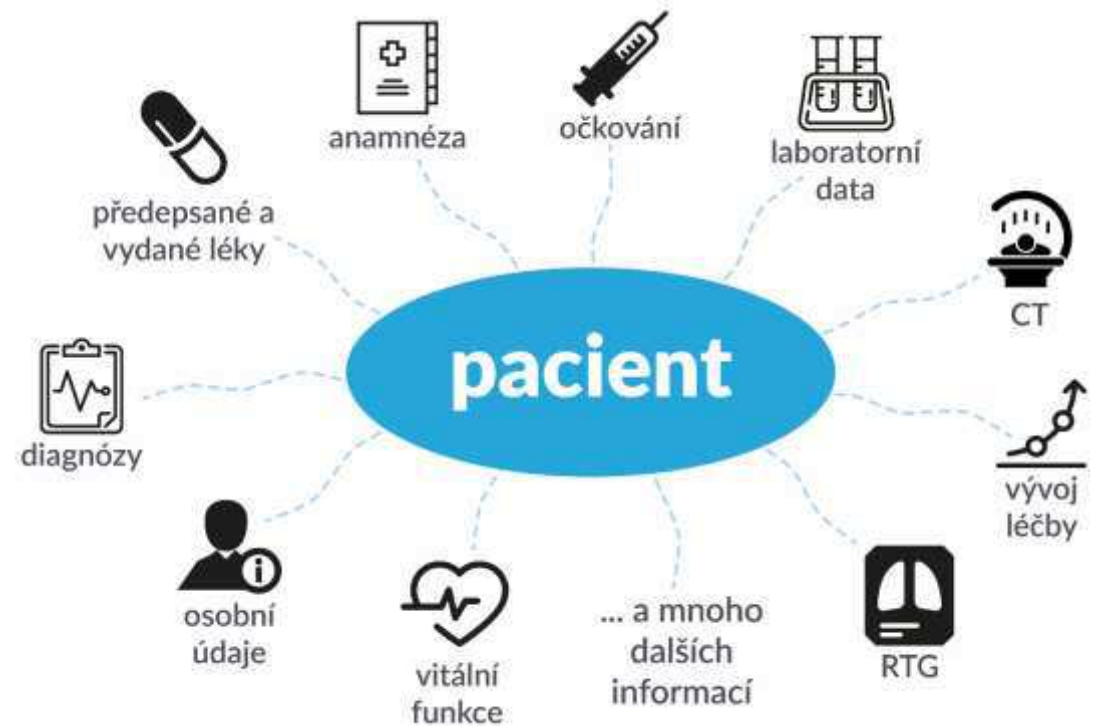 anamnéza
očkování
laboratorní
data
předepsané a
vydané léky
CT
pacient
diagnózy
vývoj
léčby
osobní
údaje
vitální
funkce
... a mnoho
dalších
informací
RTG